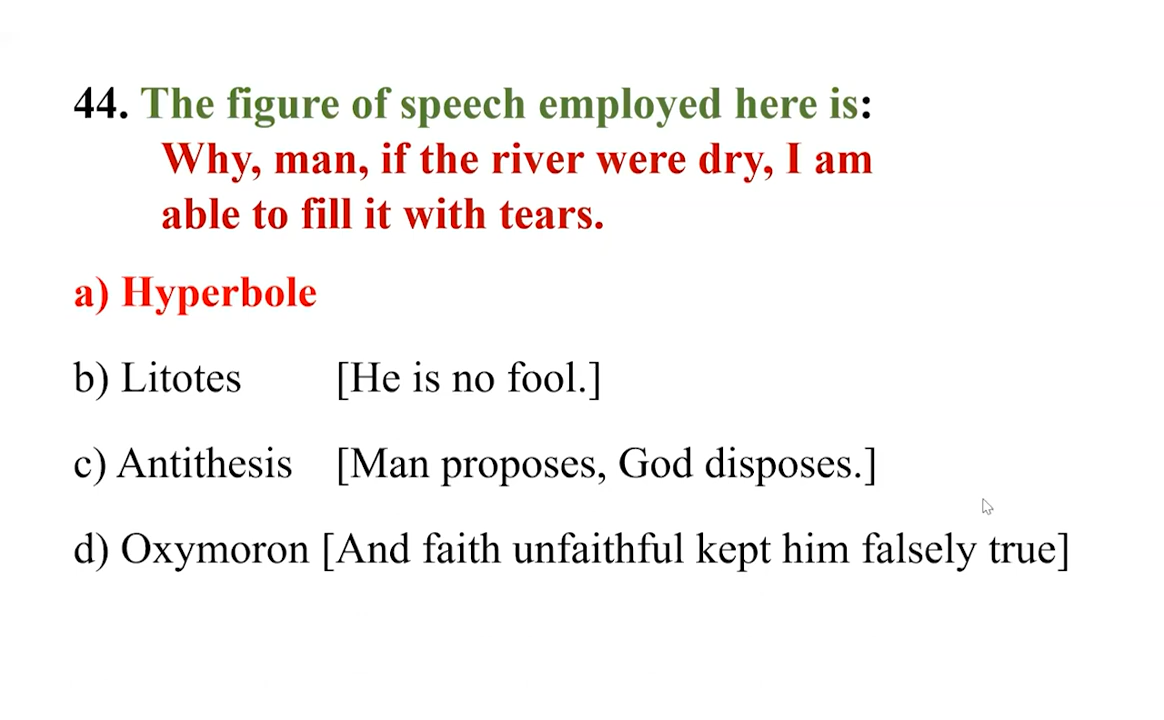 44. The figure of speech employed here is:
Why, man, if the river were dry, I am
able to fill it with tears.
a) Hyperbole
b) Litotes [He is no fool.]
c) Antithesis [Man proposes, God disposes.]
d) Oxymoron [And faith unfaithful kept him falsely true]